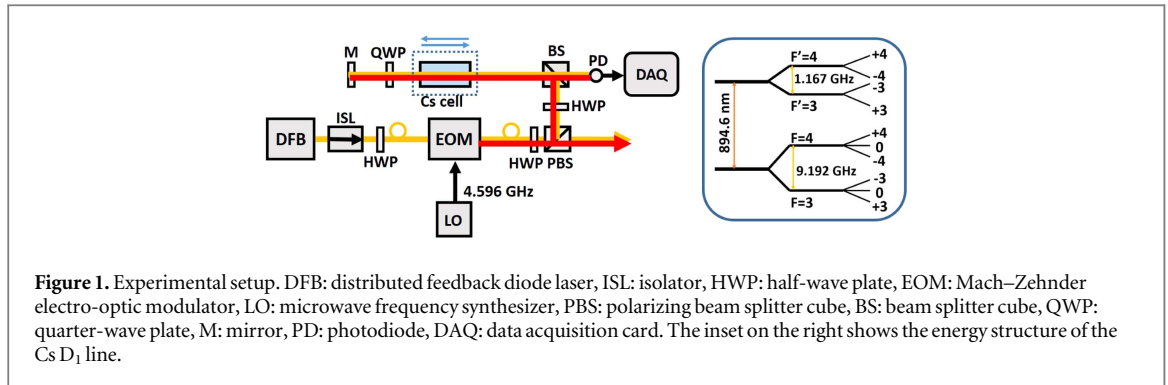 M QWP BS PD DAQ
Cs cell
HWP
DFB ISL HWP EOM HWP PBS
4.596 GHz
LO
894.6 nm
F'=4
+4
-4
1.167 GHz
-3
F'=3
+3
F=4
+4
0
-4
9.192 GHz
-3
F=3
0
+3
Figure 1. Experimental setup. DFB: distributed feedback diode laser, ISL: isolator, HWP: half-wave plate, EOM: Mach–Zehnder
electro-optic modulator, LO: microwave frequency synthesizer, PBS: polarizing beam splitter cube, BS: beam splitter cube, QWP:
quarter-wave plate, M: mirror, PD: photodiode, DAQ: data acquisition card. The inset on the right shows the energy structure of the
Cs D₁ line.